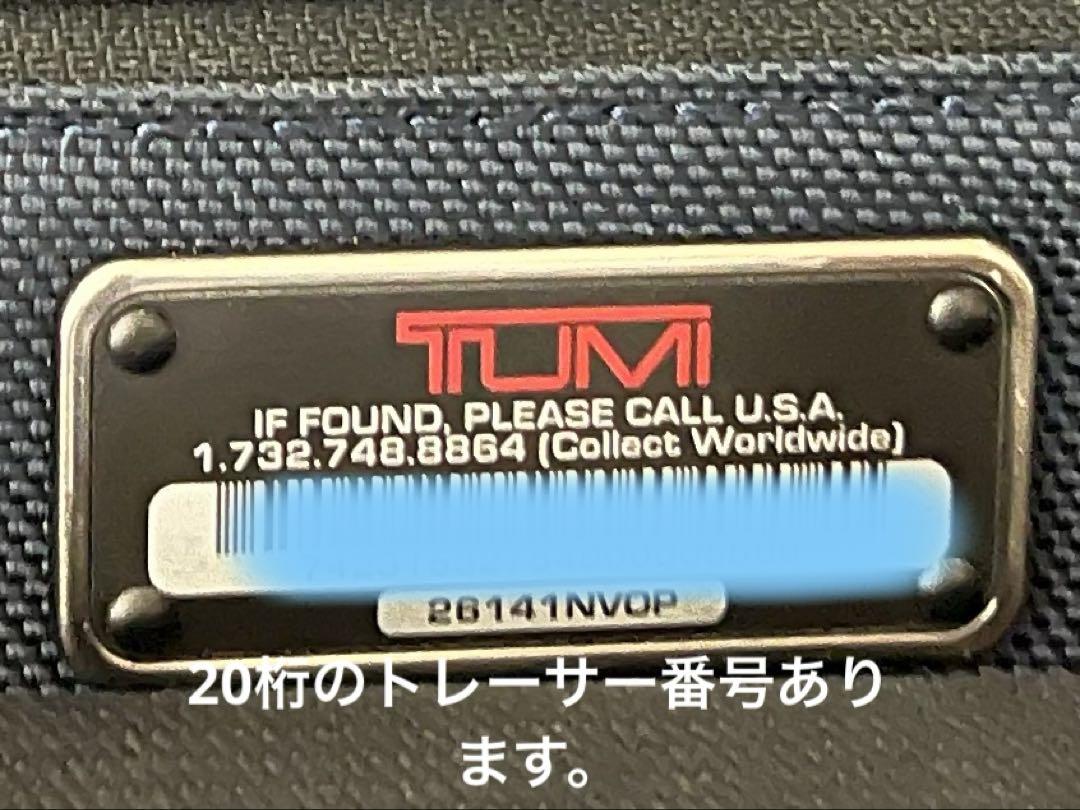 TUMI
IF FOUND, PLEASE CALL U.S.A.
1.732.748.8864 (Collect Worldwide)
26141NVOP
20桁のトレーサー番号あり
ます。